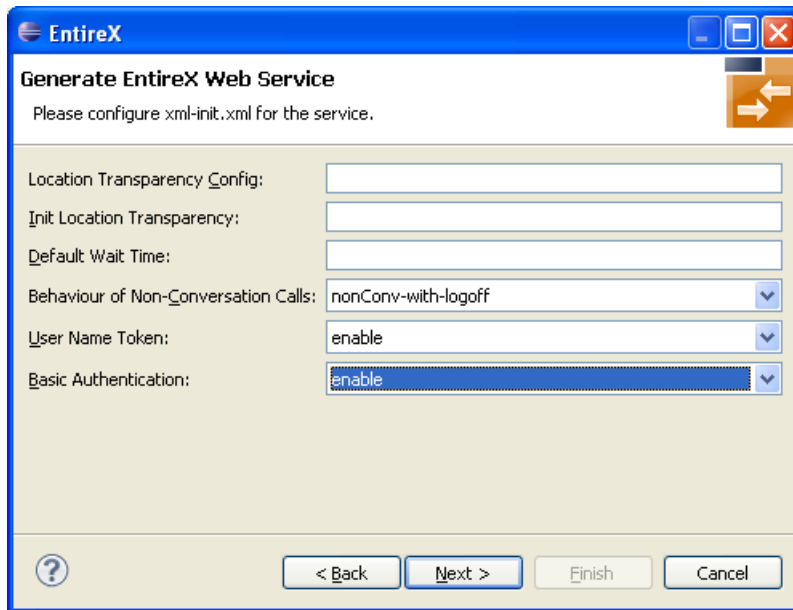 EntireX
Generate EntireX Web Service
Please configure xml-init.xml for the service.
Location Transparency Config:
Init Location Transparency:
Default Wait Time:
Behaviour of Non-Conversation Calls: nonConv-with-logoff
User Name Token: enable
Basic Authentication: enable
? < Back Next > Finish Cancel